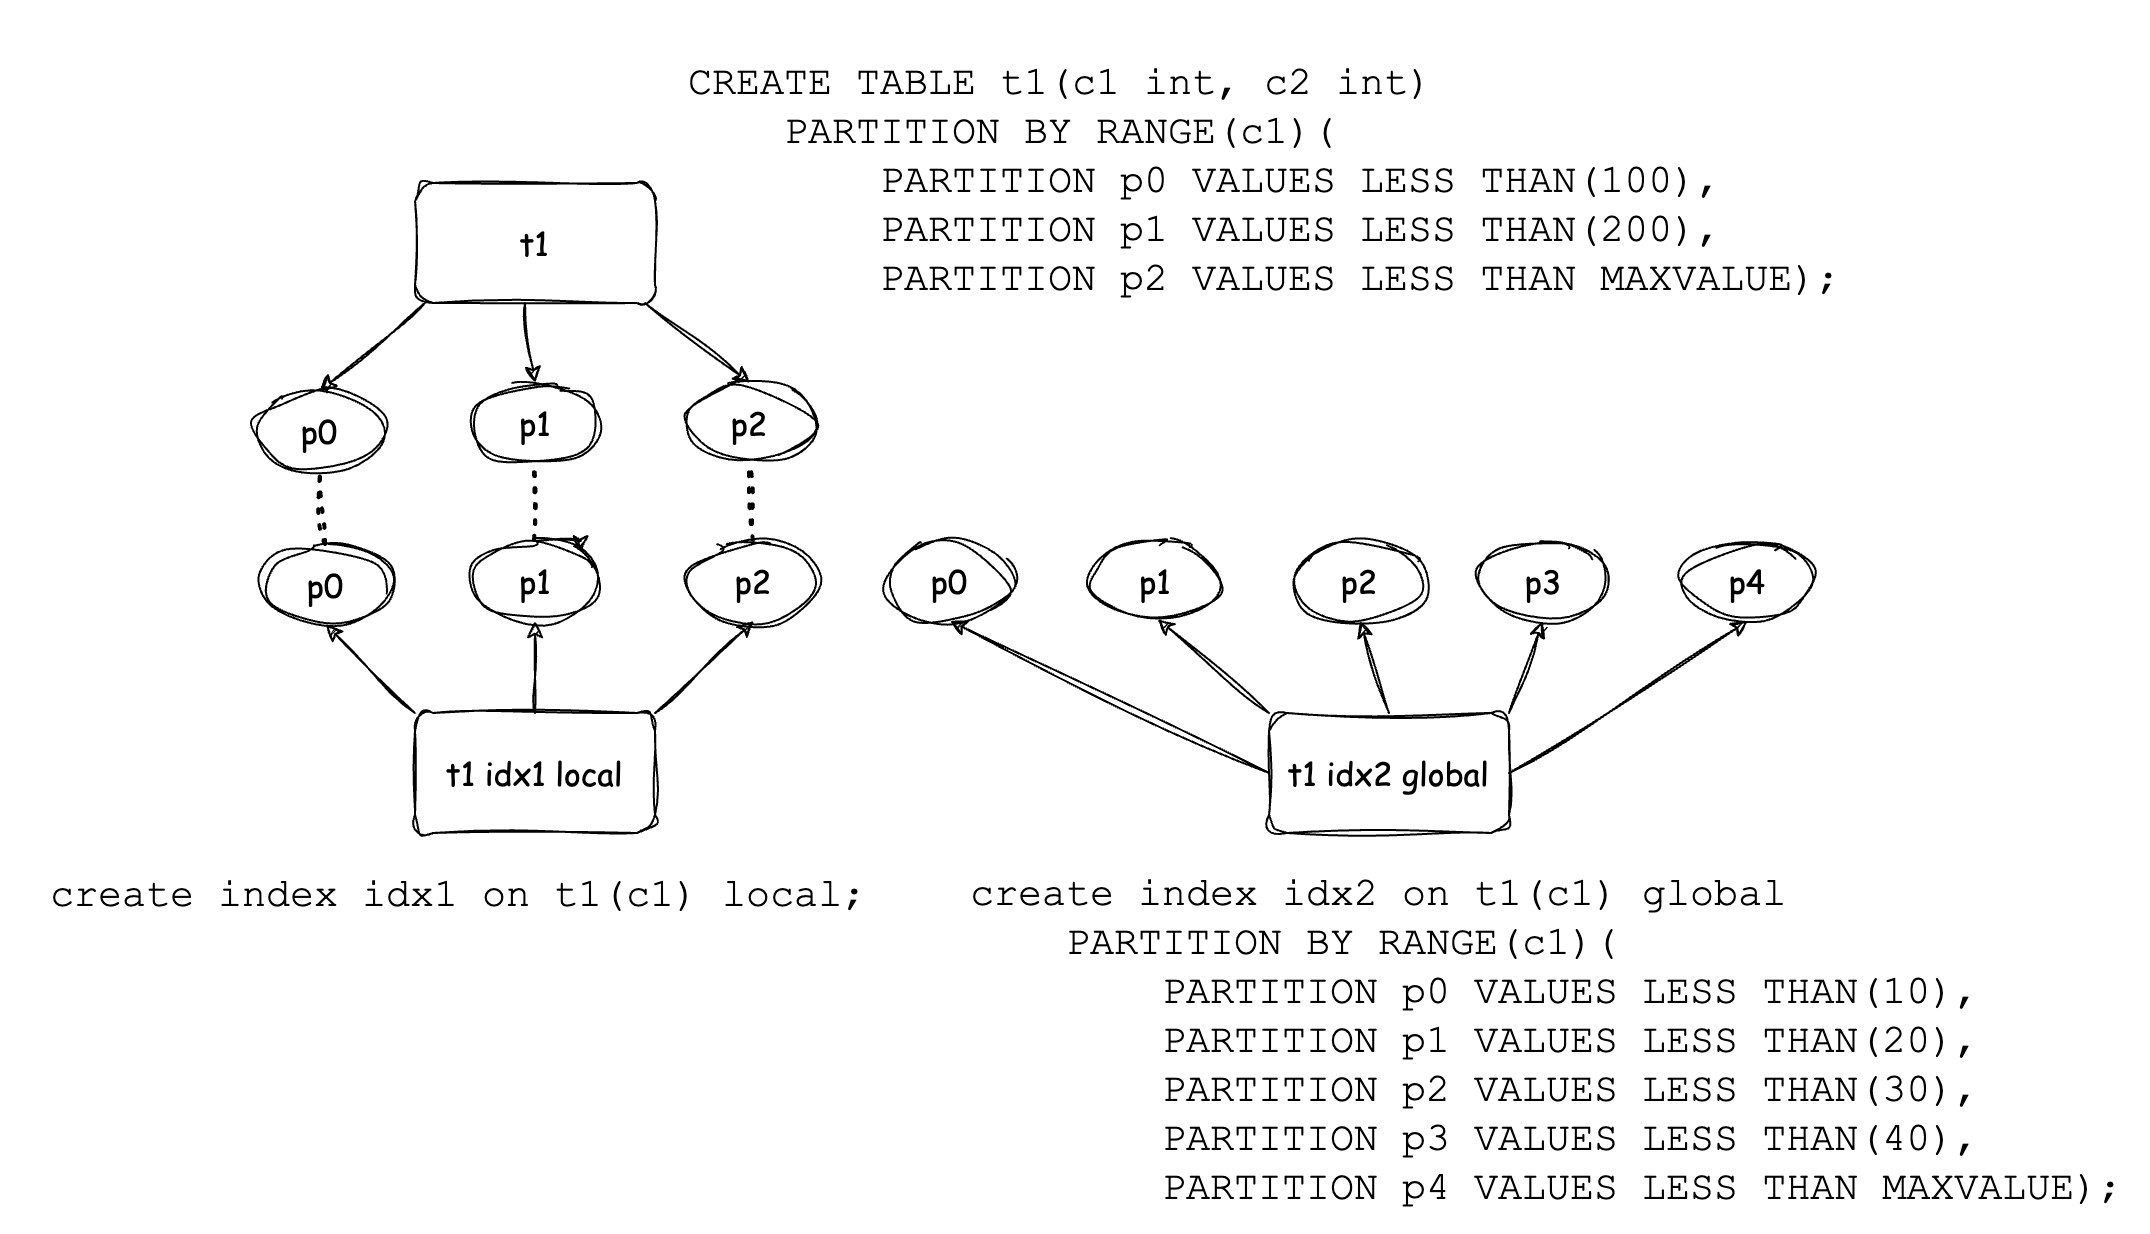 CREATE TABLE t1(c1 int, c2 int)
PARTITION BY RANGE(c1)(
PARTITION p0 VALUES LESS THAN(100),
PARTITION p1 VALUES LESS THAN(200),
PARTITION p2 VALUES LESS THAN MAXVALUE);
t1
p0
p1
p2
p0
p1
p2
t1 idx1 local
create index idx1 on t1(c1) local;
p0
p1
p2
p3
p4
t1 idx2 global
create index idx2 on t1(c1) global
PARTITION BY RANGE(c1)(
PARTITION p0 VALUES LESS THAN(10),
PARTITION p1 VALUES LESS THAN(20),
PARTITION p2 VALUES LESS THAN(30),
PARTITION p3 VALUES LESS THAN(40),
PARTITION p4 VALUES LESS THAN MAXVALUE);